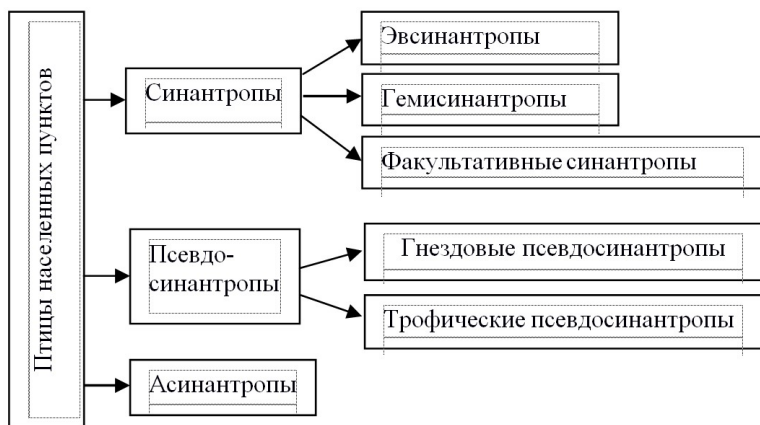 Птицы населенных пунктов
Синантропы
Эвсинантропы
Гемисинантропы
Факультативные синантропы
Псевдо-
синантропы
Гнездовые псевдосинантропы
Трофические псевдосинантропы
Асинантропы